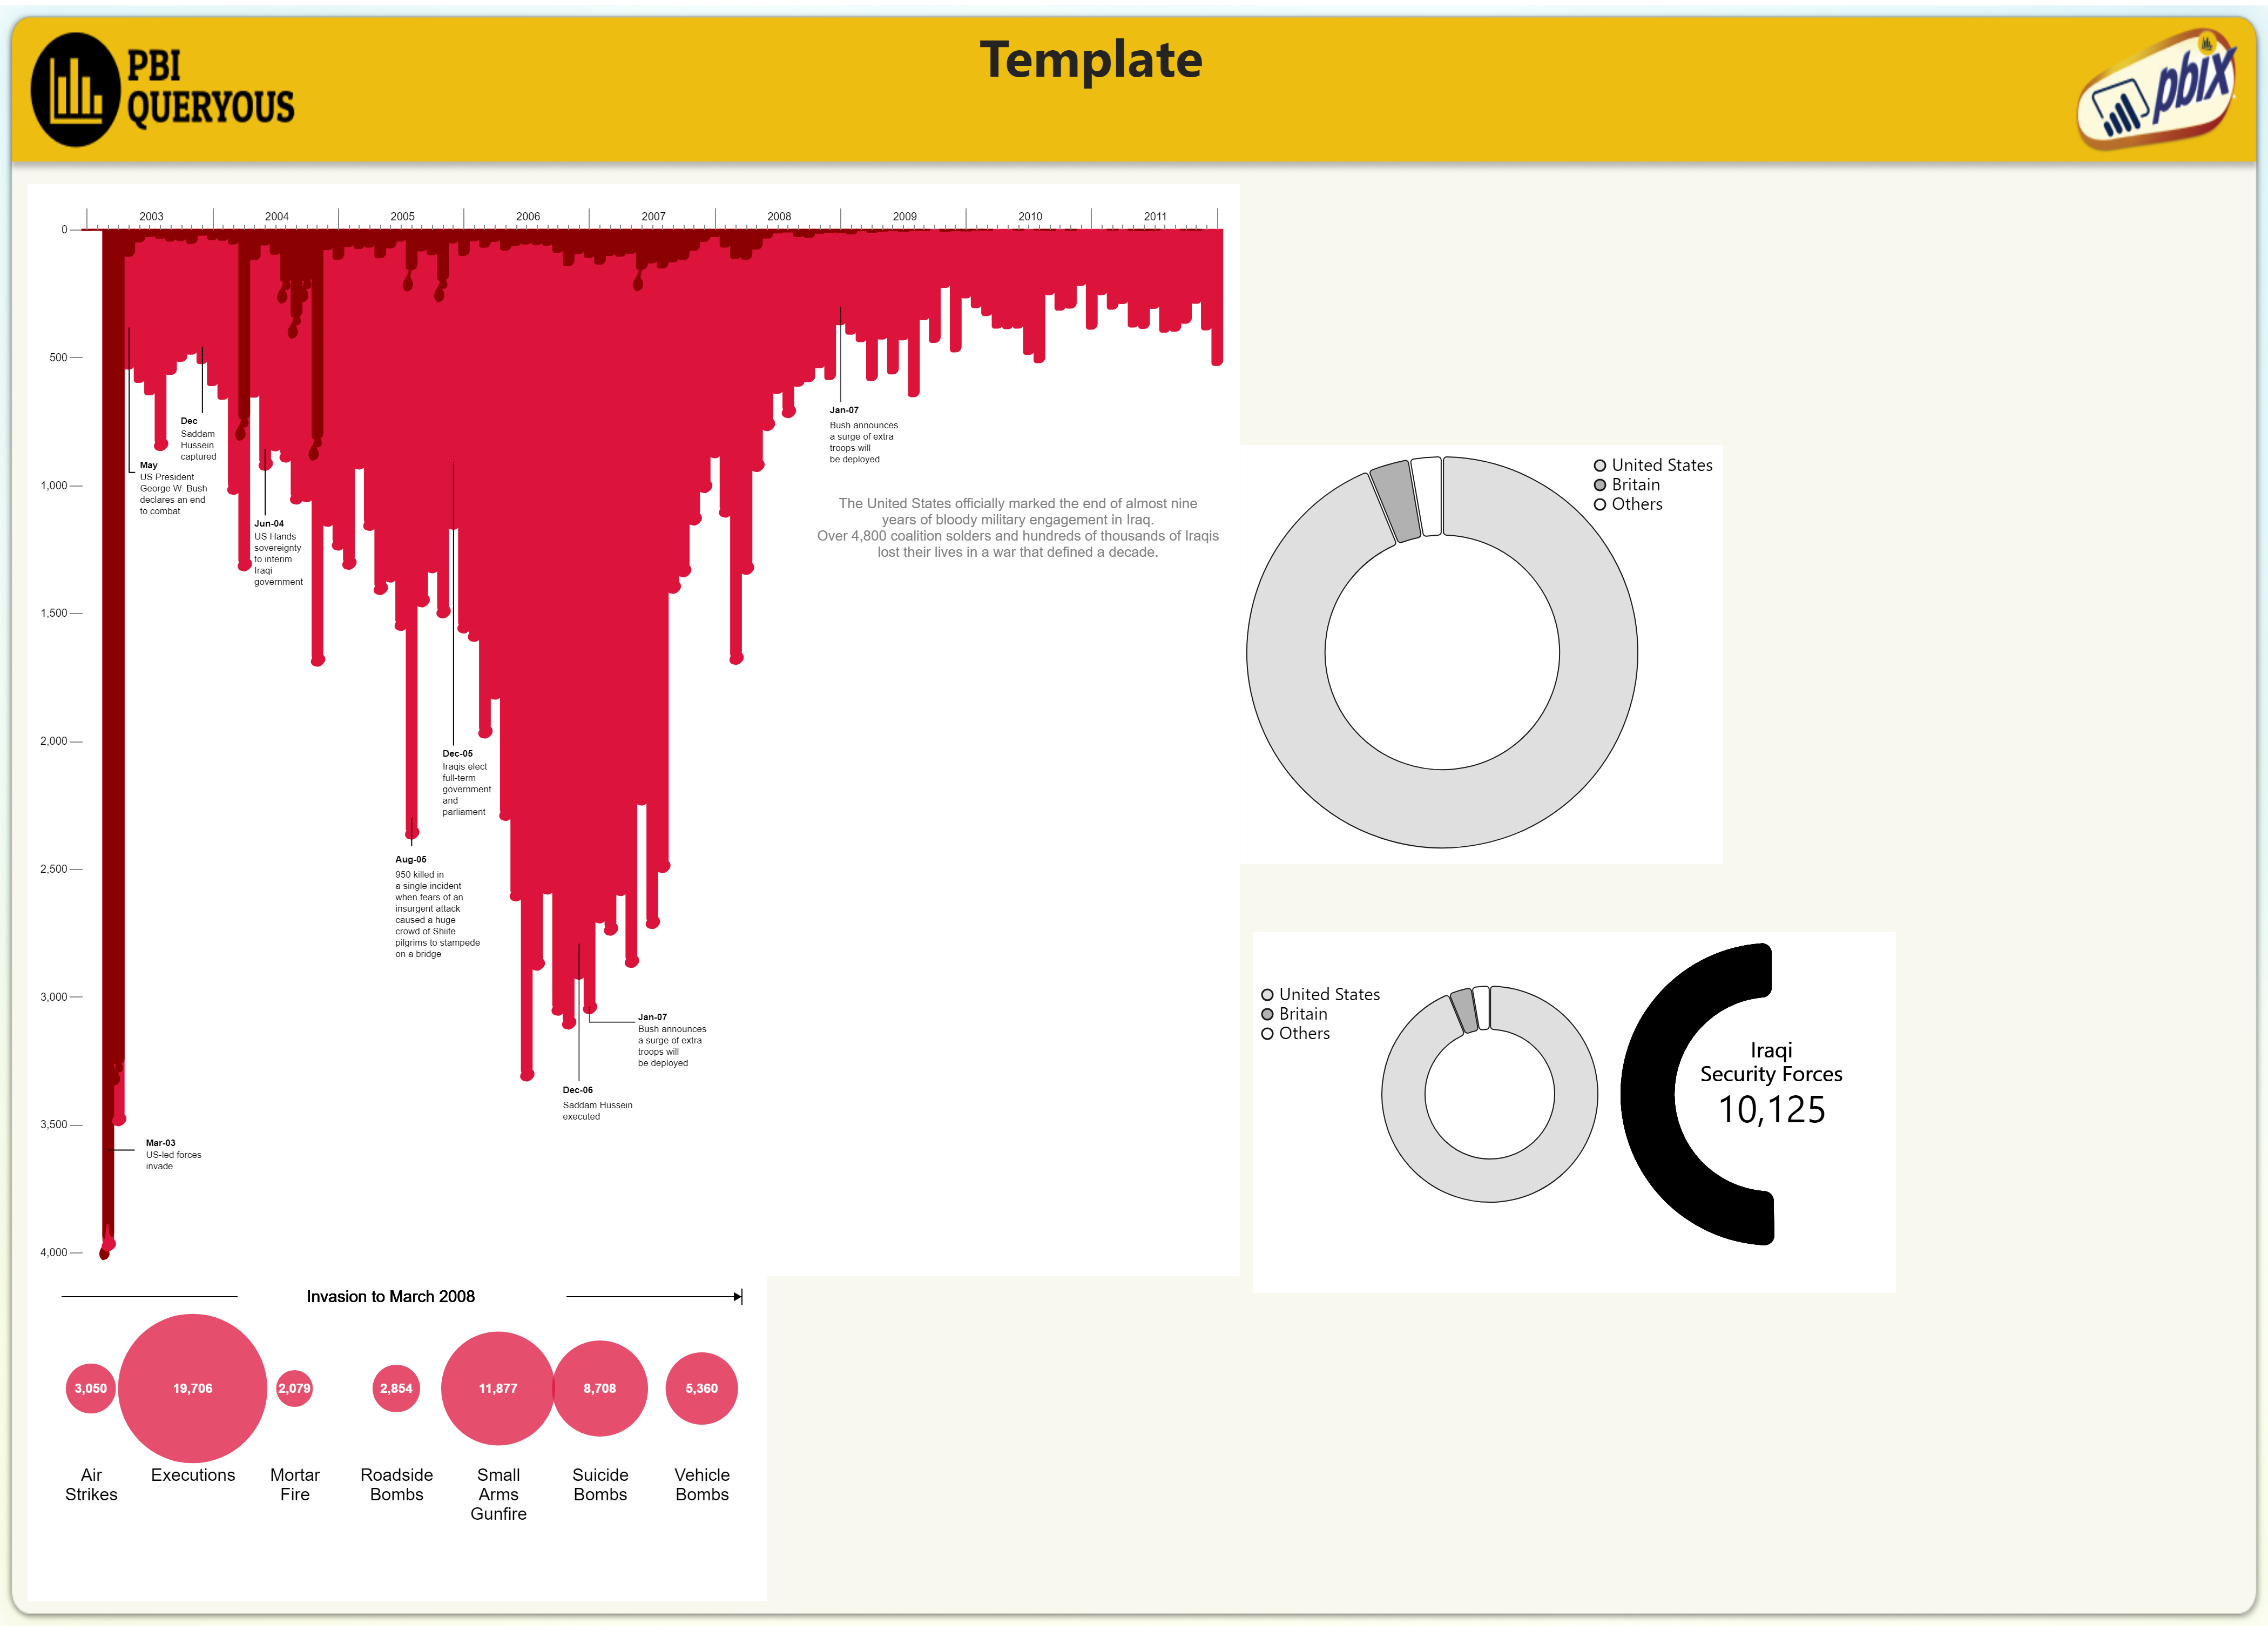 Template
PBI
QUERYOUS
pbix
2003 2004 2005 2006 2007 2008 2009 2010 2011
0
500
1,000
1,500
2,000
2,500
3,000
3,500
4,000
Dec
Saddam
Hussein
captured
May
US President
George W. Bush
declares an end
to combat
Jun-04
US Hands
sovereignty
to interim
Iraqi
government
Jan-07
Bush announces
a surge of extra
troops will
be deployed
The United States officially marked the end of almost nine
years of bloody military engagement in Iraq.
Over 4,800 coalition solders and hundreds of thousands of Iraqis
lost their lives in a war that defined a decade.
Dec-05
Iraqis elect
full-term
government
and
parliament
Aug-05
950 killed in
a single incident
when fears of an
insurgent attack
caused a huge
crowd of Shiite
pilgrims to stampede
on a bridge
Jan-07
Bush announces
a surge of extra
troops will
be deployed
Dec-06
Saddam Hussein
executed
Mar-03
US-led forces
invade
United States
Britain
Others
United States
Britain
Others
Iraqi
Security Forces
10,125
Invasion to March 2008
3,050 19,706 2,079 2,854 11,877 8,708 5,360
Air
Strikes
Executions
Mortar
Fire
Roadside
Bombs
Small
Arms
Gunfire
Suicide
Bombs
Vehicle
Bombs